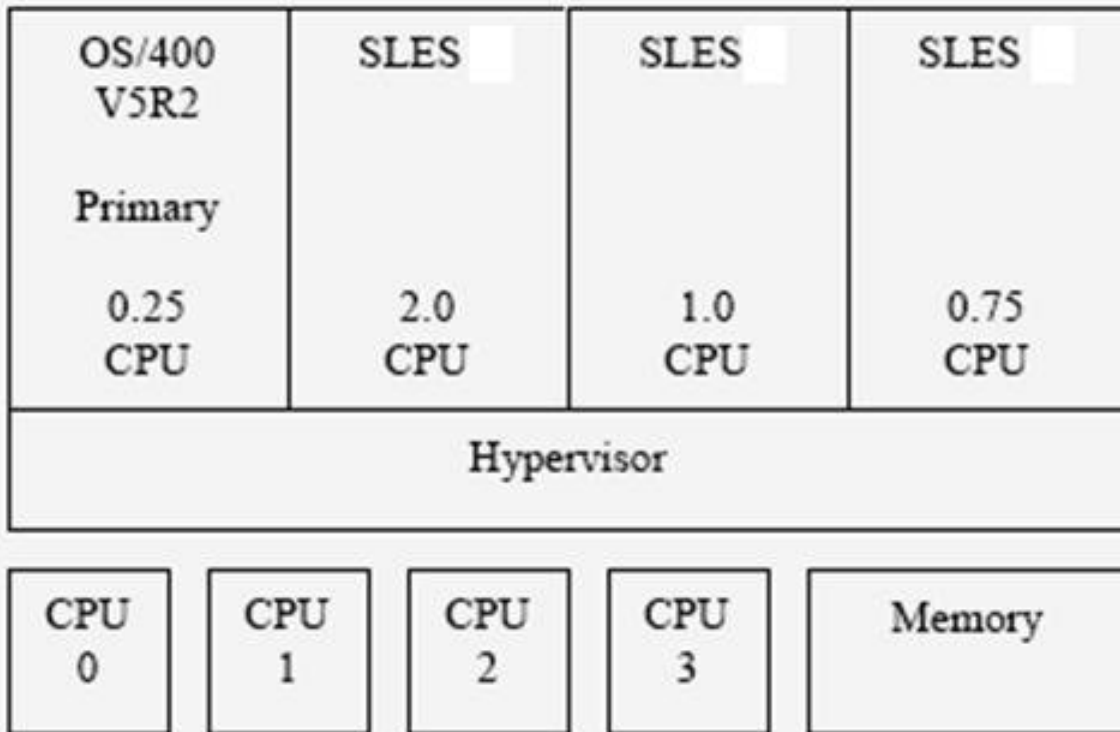 OS/400
V5R2
Primary
0.25
CPU
SLES
2.0
CPU
SLES
1.0
CPU
SLES
0.75
CPU
Hypervisor
CPU
0
CPU
1
CPU
2
CPU
3
Memory